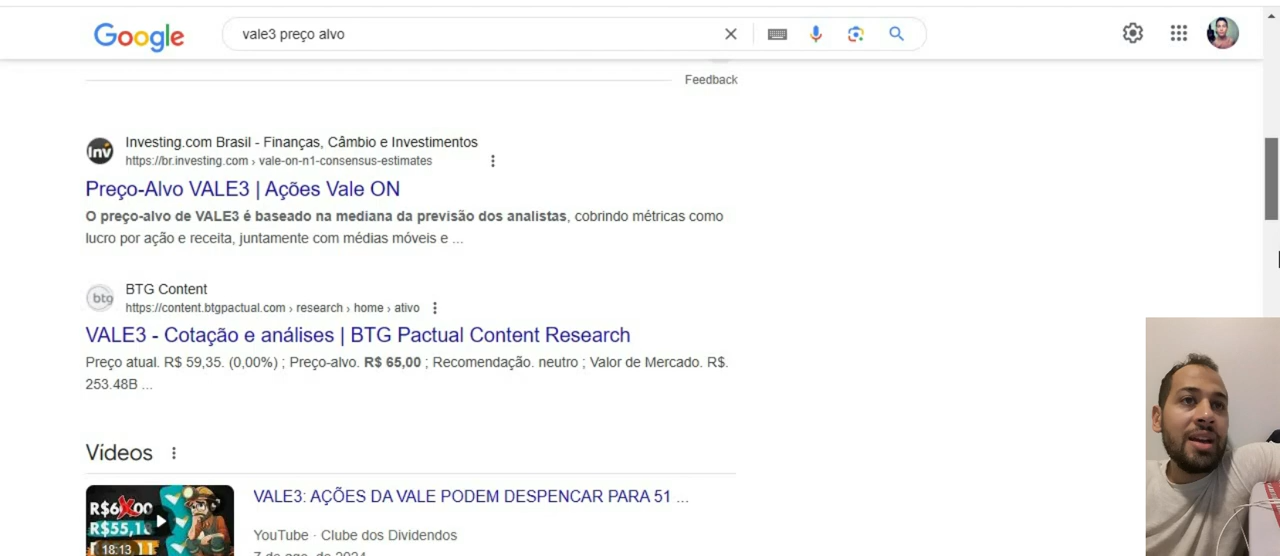 Google
vale3 preço alvo
Feedback
Inv
Investing.com Brasil - Finanças, Câmbio e Investimentos
https://br.investing.com › vale-on-n1-consensus-estimates
Preço-Alvo VALE3 | Ações Vale ON
O preço-alvo de VALE3 é baseado na mediana da previsão dos analistas, cobrindo métricas como
lucro por ação e receita, juntamente com médias móveis e ...
btg
BTG Content
https://content.btgpactual.com › research › home › ativo
VALE3 - Cotação e análises | BTG Pactual Content Research
Preço atual. R$ 59,35. (0,00%) ; Preço-alvo. R$ 65,00 ; Recomendação. neutro ; Valor de Mercado. R$.
253.48B ...
Vídeos
VALE3: AÇÕES DA VALE PODEM DESPENCAR PARA 51 ...
18:13
YouTube · Clube dos Dividendos